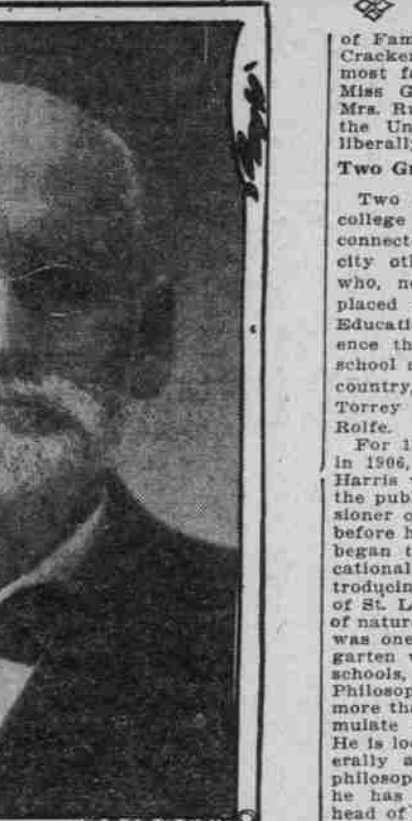 of Fam
Cracker
most f
Miss G
Mrs. R
the Un
liberally
Two G
Two
college
connect
city oth
who, n
placed
Educati
ence th
school
country,
Torrey
Rolfe.
For 1
in 1906,
Harris
the pub
sioner o
before h
began t
cational
troducin
of St. L
of natur
was one
garten
schools,
Philosop
more tha
mulate
He is lo
erally a
philosop
he has
head of